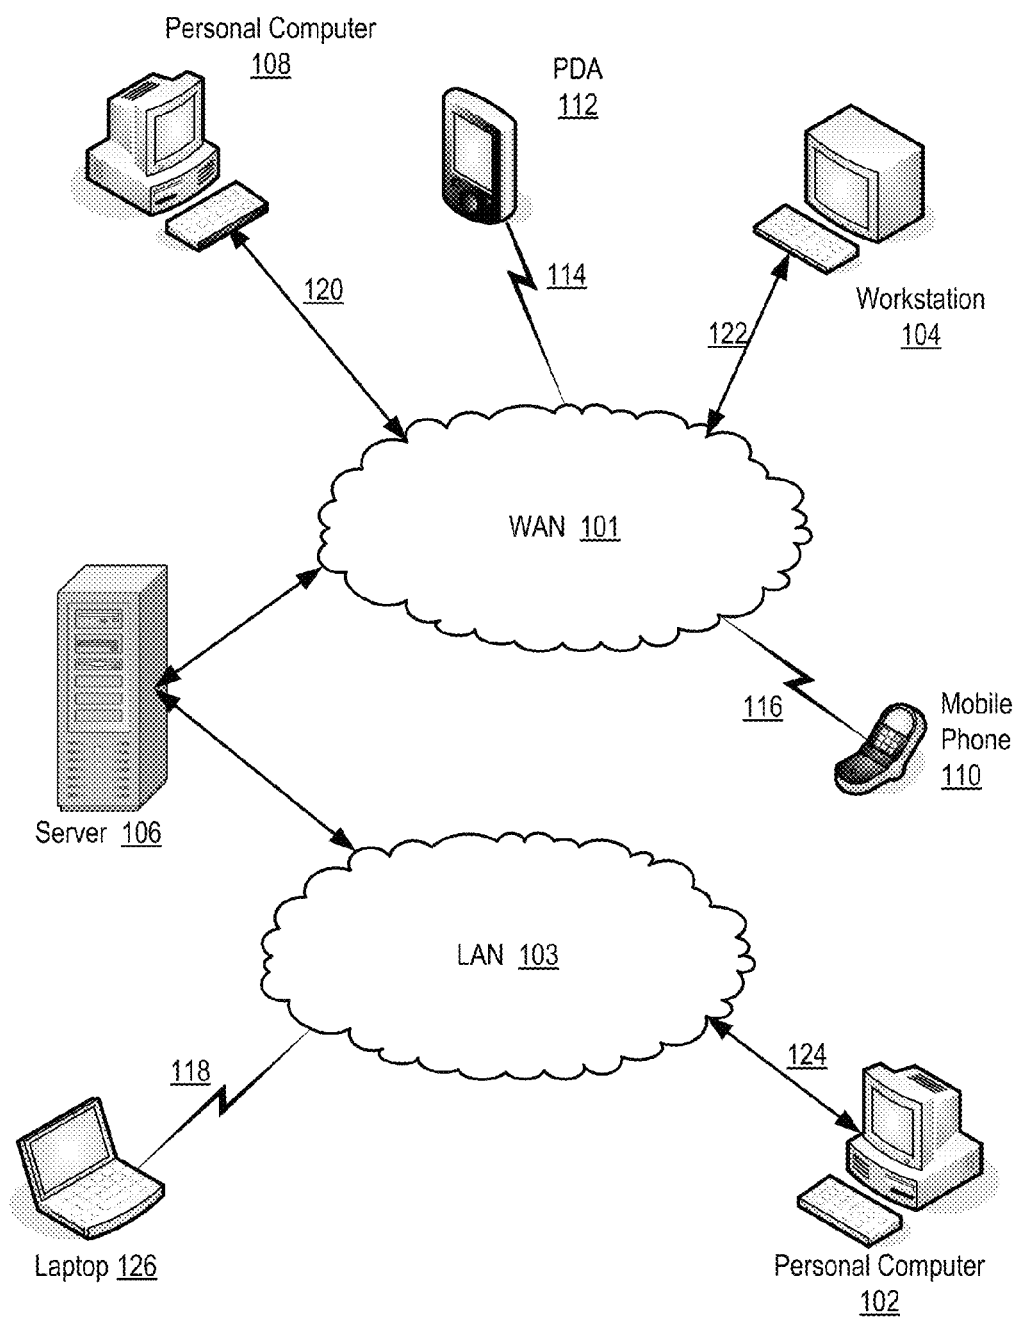 Personal Computer
108
PDA
112
114
120
122
Workstation
104
WAN 101
116
Mobile
Phone
110
Server 106
LAN 103
118
124
Laptop 126
Personal Computer
102